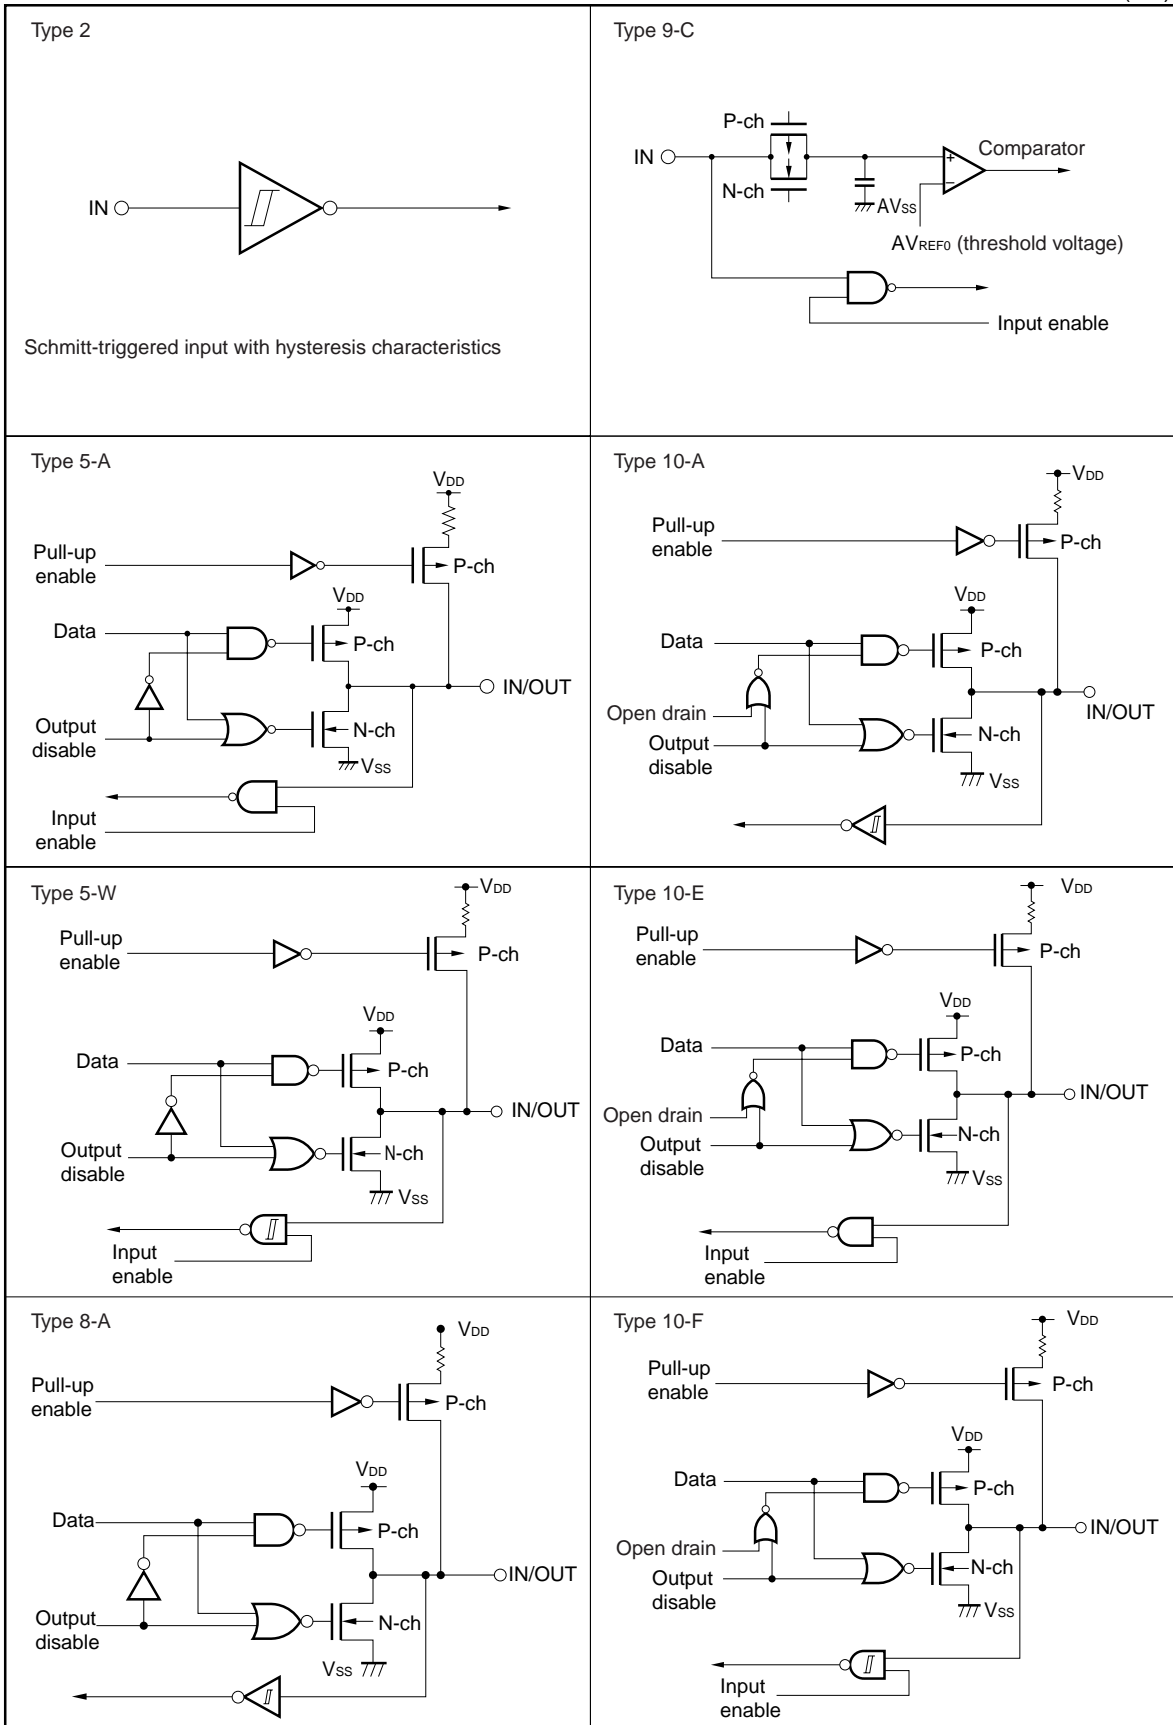 Type 2
IN
Schmitt-triggered input with hysteresis characteristics
Type 9-C
P-ch
IN
N-ch
Comparator
AVSS
AVREF0 (threshold voltage)
Input enable
Type 5-A
VDD
Pull-up
enable
P-ch
VDD
Data
P-ch
IN/OUT
Output
disable
N-ch
VSS
Input
enable
Type 10-A
VDD
Pull-up
enable
P-ch
VDD
Data
P-ch
IN/OUT
Open drain
Output
disable
N-ch
VSS
Type 5-W
VDD
Pull-up
enable
P-ch
VDD
Data
P-ch
IN/OUT
Output
disable
N-ch
VSS
Input
enable
Type 10-E
VDD
Pull-up
enable
P-ch
VDD
Data
P-ch
IN/OUT
Open drain
Output
disable
N-ch
VSS
Input
enable
Type 8-A
VDD
Pull-up
enable
P-ch
VDD
Data
P-ch
IN/OUT
Output
disable
N-ch
VSS
Type 10-F
VDD
Pull-up
enable
P-ch
VDD
Data
P-ch
IN/OUT
Open drain
Output
disable
N-ch
VSS
Input
enable